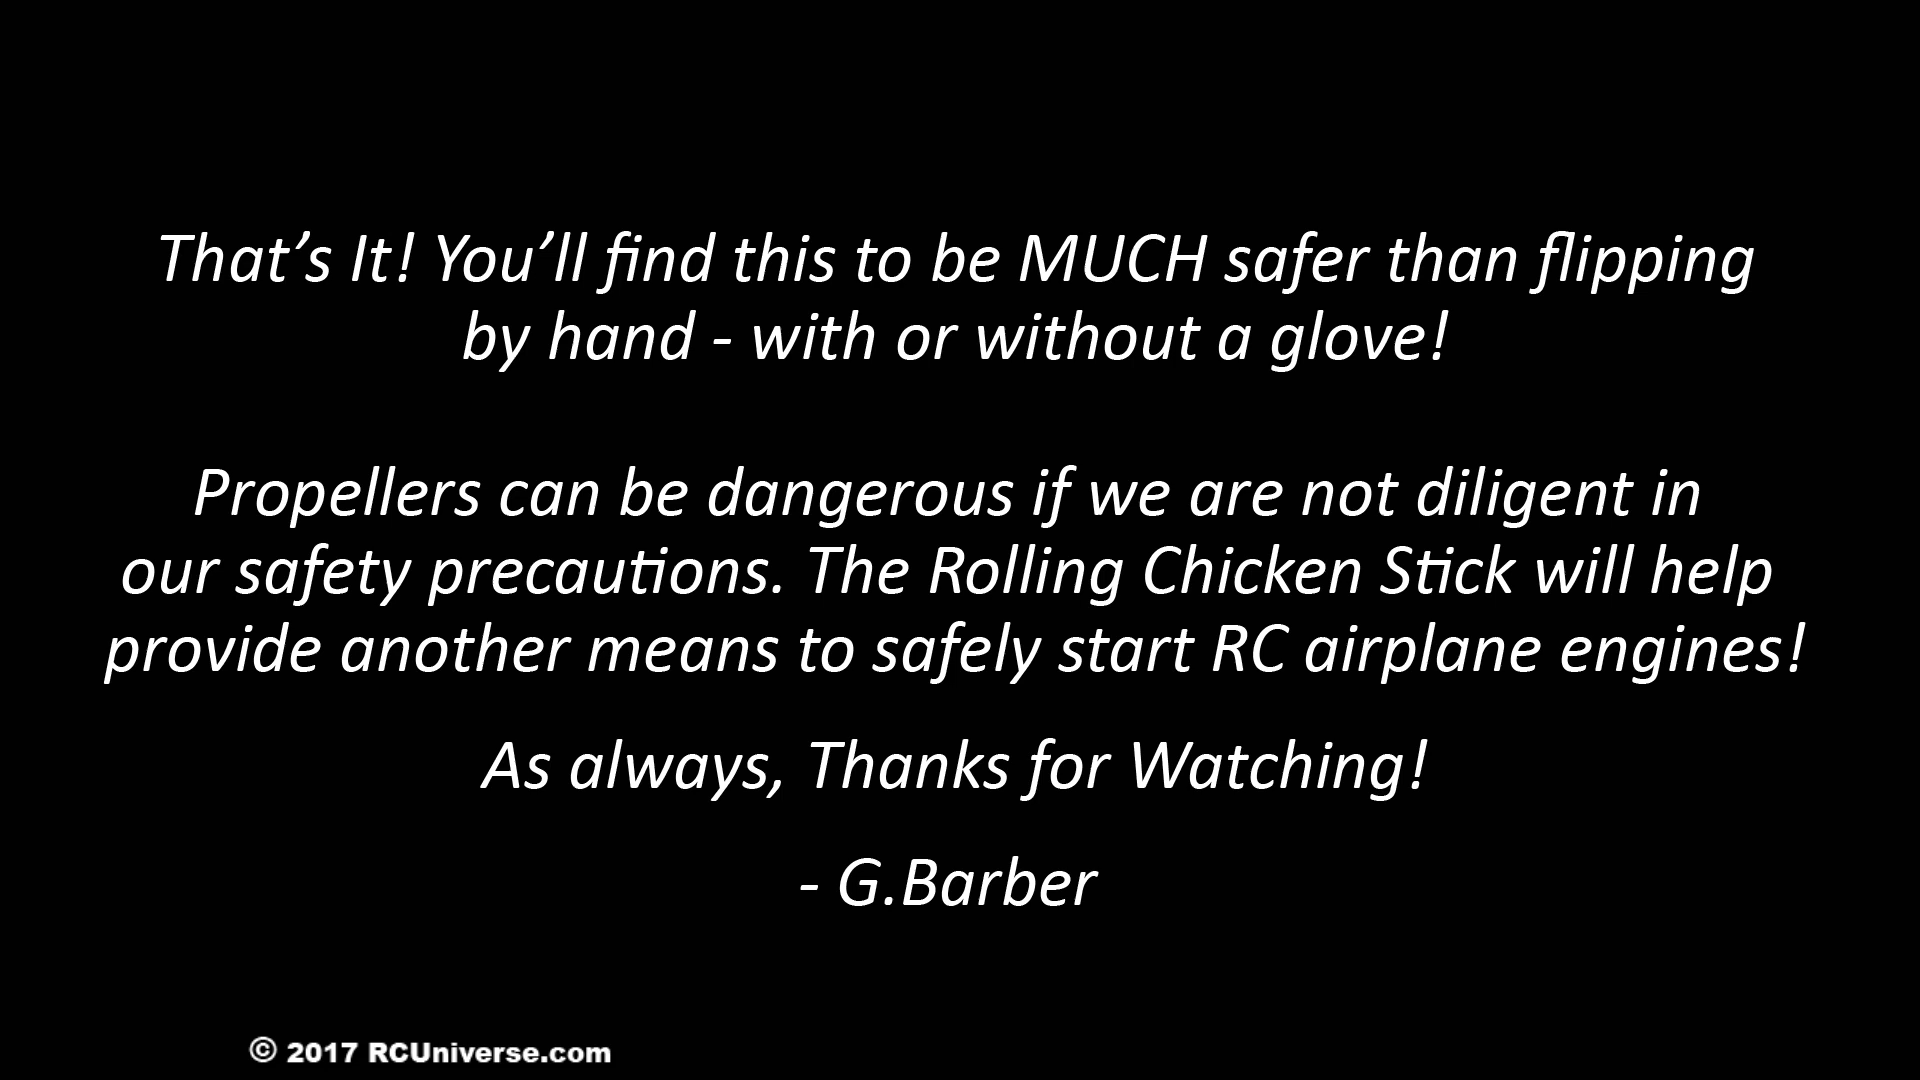 That’s It! You’ll find this to be MUCH safer than flipping
by hand - with or without a glove!
Propellers can be dangerous if we are not diligent in
our safety precautions. The Rolling Chicken Stick will help
provide another means to safely start RC airplane engines!
As always, Thanks for Watching!
- G.Barber
© 2017 RCUniverse.com